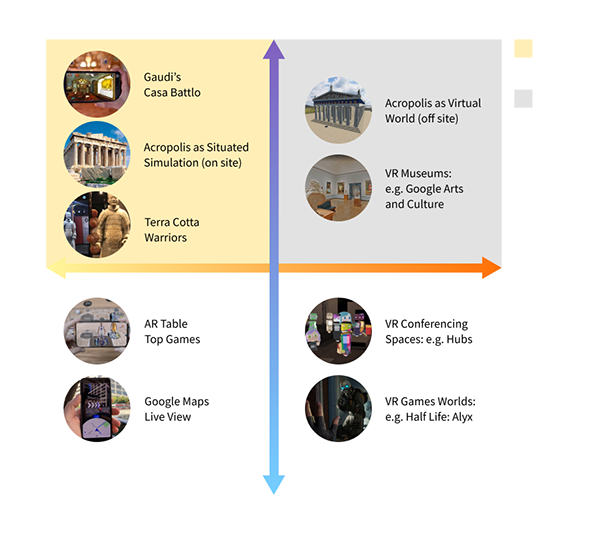 Gaudi's
Casa Battlo
Acropolis as Situated
Simulation (on site)
Terra Cotta
Warriors
Acropolis as Virtual
World (off site)
VR Museums:
e.g. Google Arts
and Culture
AR Table
Top Games
Google Maps
Live View
VR Conferencing
Spaces: e.g. Hubs
VR Games Worlds:
e.g. Half Life: Alyx